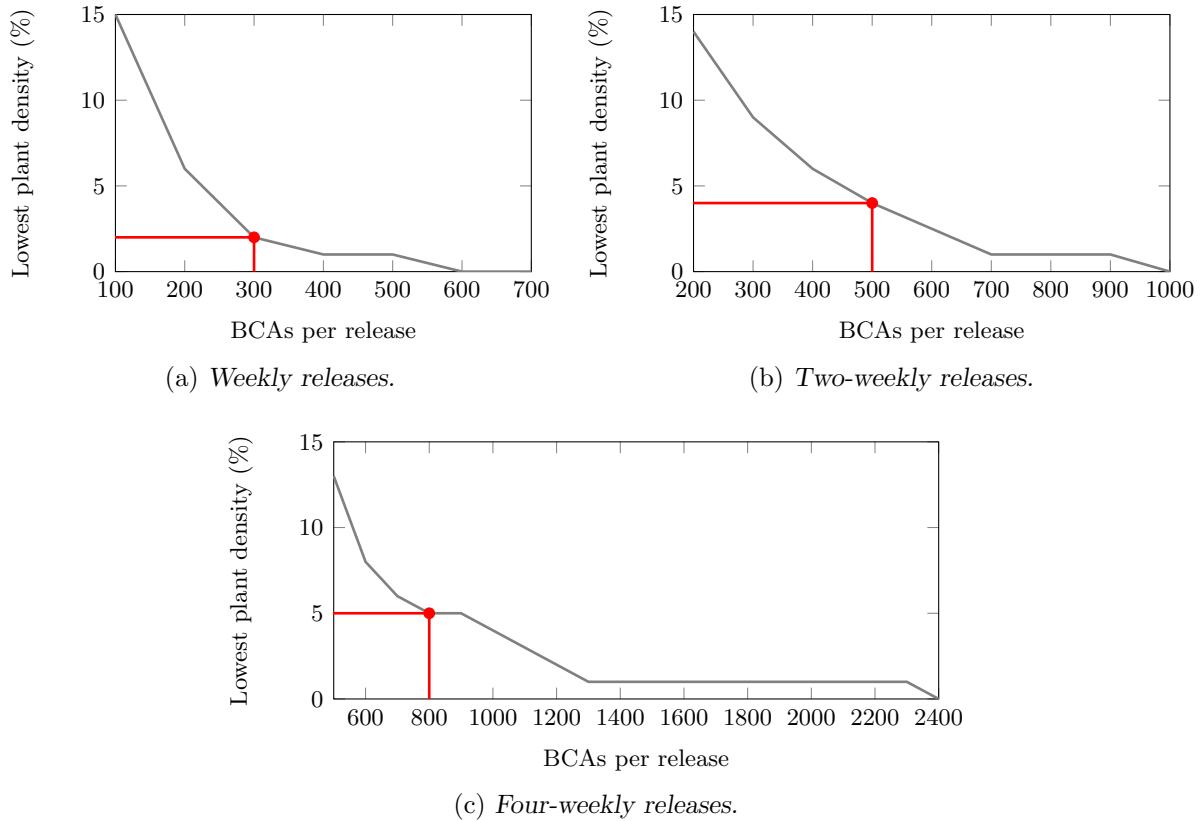 Lowest plant density (%)
15
10
5
0
100 200 300 400 500 600 700
BCAs per release
(a) Weekly releases.
Lowest plant density (%)
15
10
5
0
200 300 400 500 600 700 800 900 1000
BCAs per release
(b) Two-weekly releases.
Lowest plant density (%)
15
10
5
0
600 800 1000 1200 1400 1600 1800 2000 2200 2400
BCAs per release
(c) Four-weekly releases.